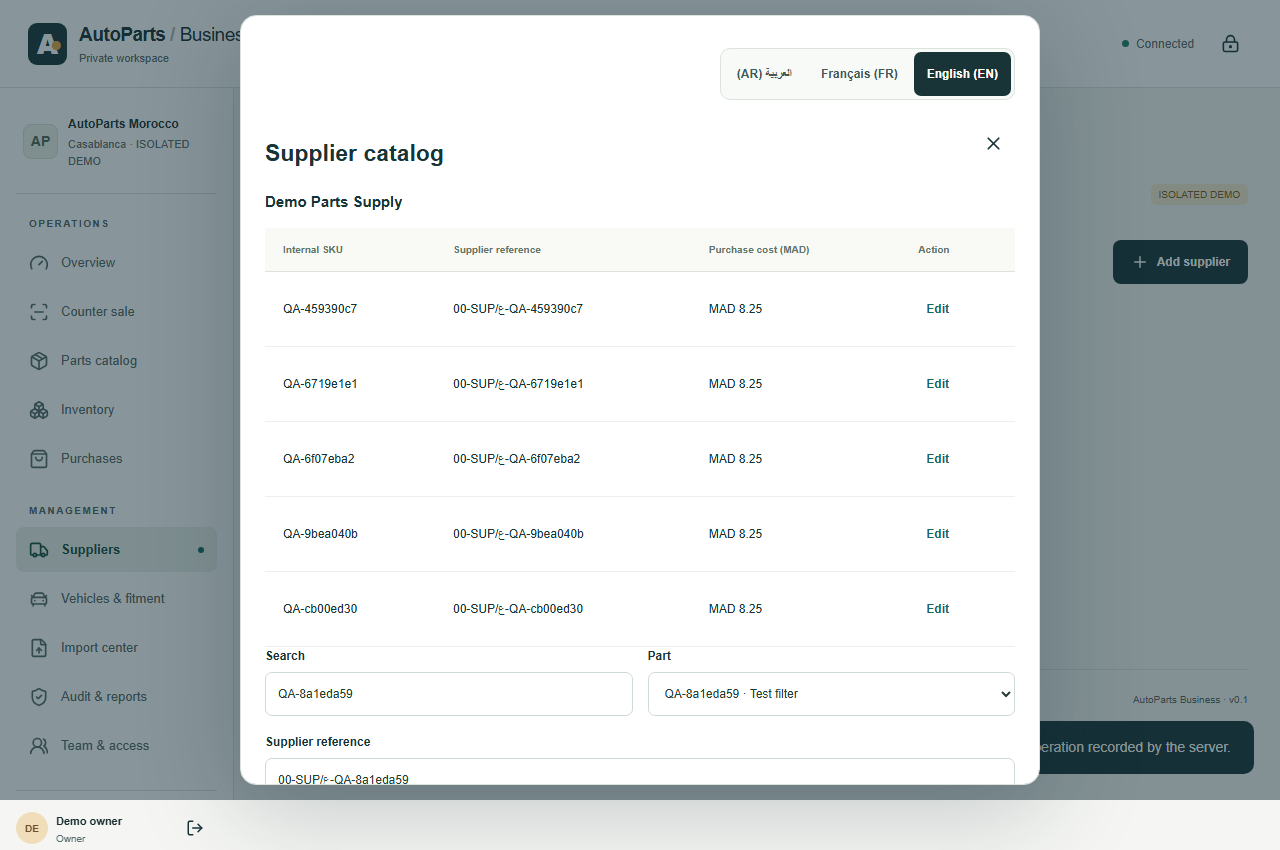 AutoParts / Busines
Private workspace
Connected
AutoParts Morocco
Casablanca · ISOLATED
DEMO
AP
OPERATIONS
Overview
Counter sale
Parts catalog
Inventory
Purchases
MANAGEMENT
Suppliers
Vehicles & fitment
Import center
Audit & reports
Team & access
DE
Demo owner
Owner
العربية (AR)
Français (FR)
English (EN)
Supplier catalog
Demo Parts Supply
Internal SKU Supplier reference Purchase cost (MAD) Action
QA-459390c7 00-SUP/ع-QA-459390c7 MAD 8.25 Edit
QA-6719e1e1 00-SUP/ع-QA-6719e1e1 MAD 8.25 Edit
QA-6f07eba2 00-SUP/ع-QA-6f07eba2 MAD 8.25 Edit
QA-9bea040b 00-SUP/ع-QA-9bea040b MAD 8.25 Edit
QA-cb00ed30 00-SUP/ع-QA-cb00ed30 MAD 8.25 Edit
Search
QA-8a1eda59
Part
QA-8a1eda59 · Test filter
Supplier reference
00-SUP/ع-QA-8a1eda59
ISOLATED DEMO
Add supplier
AutoParts Business · v0.1
eration recorded by the server.